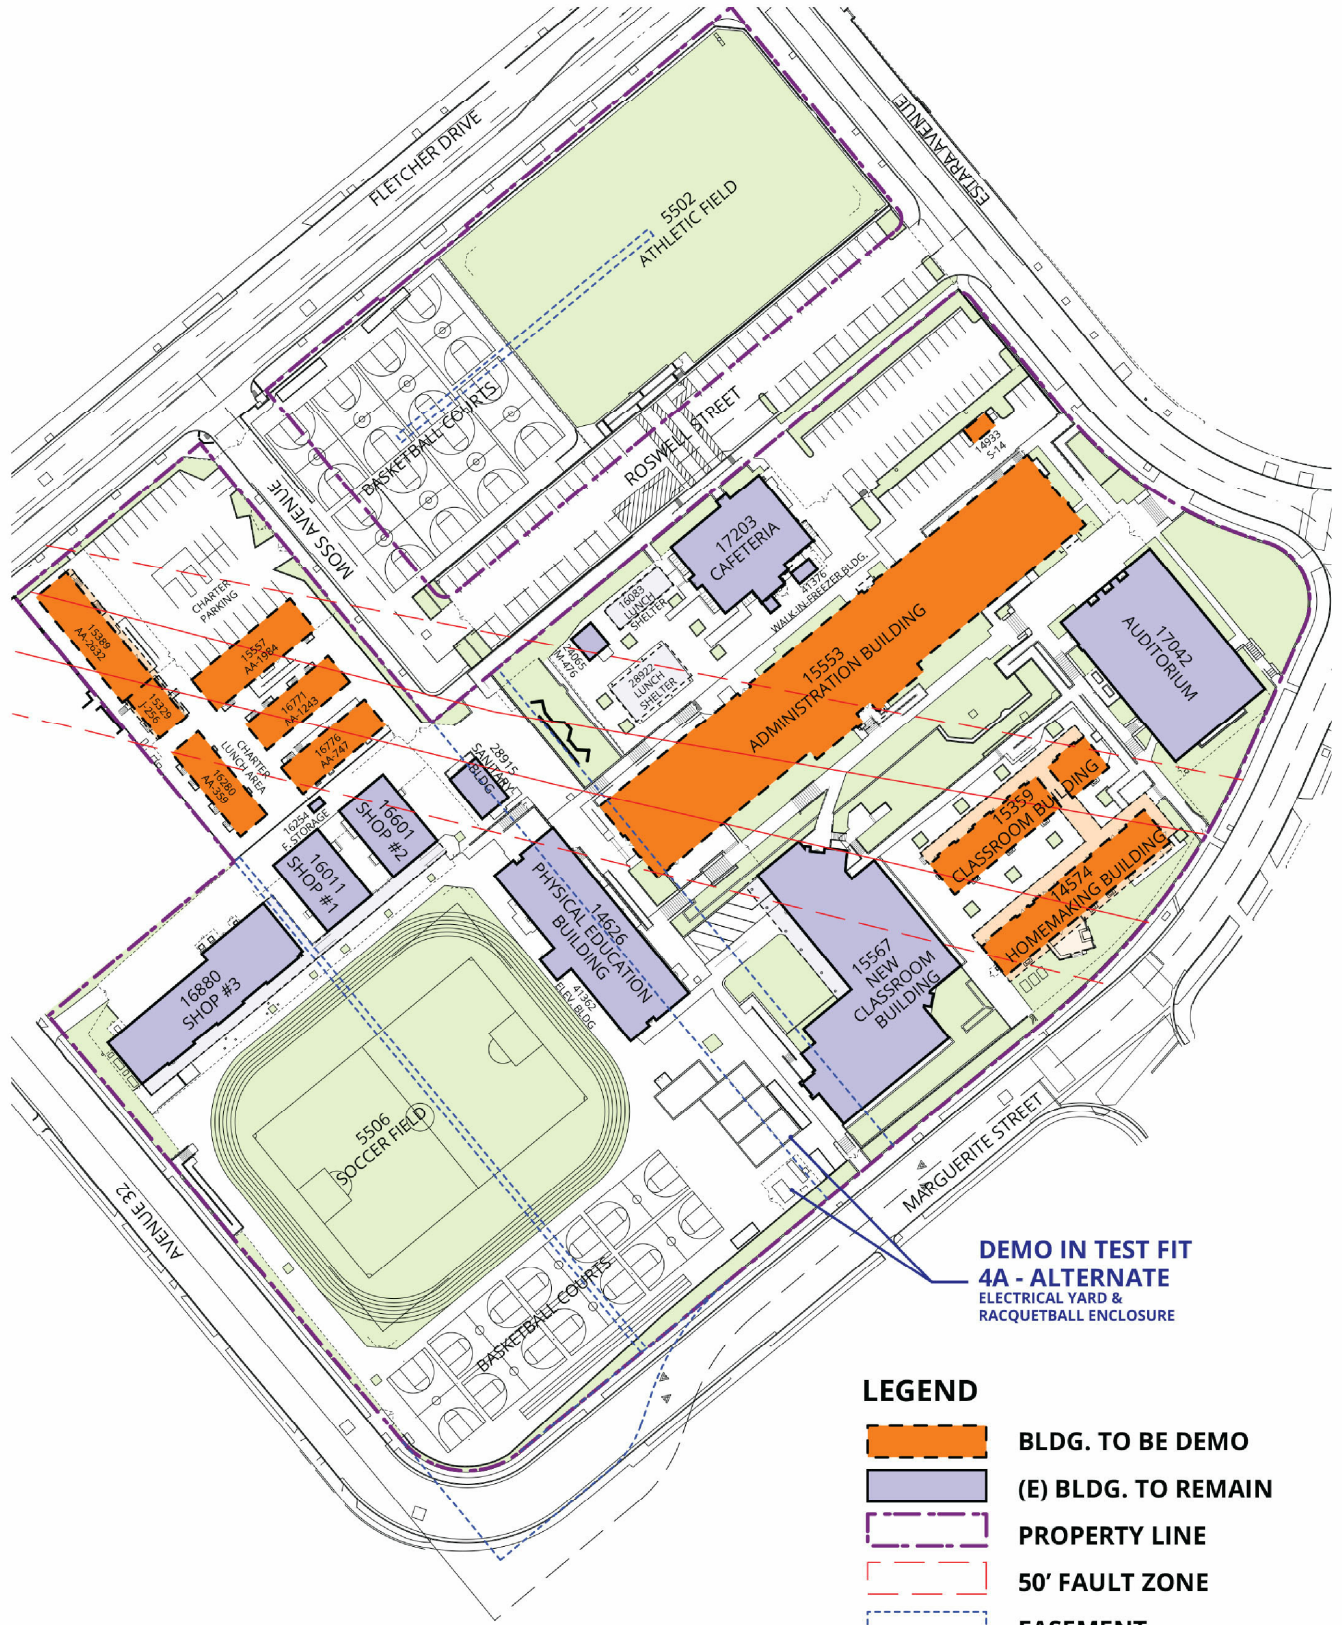 FLETCHER DRIVE
ESTARA AVENUE
5502
ATHLETIC FIELD
BASKETBALL COURTS
ROSWELL STREET
MOSS AVENUE
14933
S-14
17203
CAFETERIA
41376
WALK-IN FREEZER BLDG.
16083
LUNCH
SHELTER
24065
M-476
28922
LUNCH
SHELTER
15553
ADMINISTRATION BUILDING
17042
AUDITORIUM
CHARTER
PARKING
15389
AA-2632
15329
J-256
15557
AA-1984
16771
AA-1243
16776
AA-747
16280
AA-359
CHARTER
LUNCH AREA
28915
SANITARY
BLDG
16254
F. STORAGE
16601
SHOP #2
16011
SHOP #1
16880
SHOP #3
14626
PHYSICAL EDUCATION
BUILDING
41362
ELEV. BLDG
15359
CLASSROOM BUILDING
14574
HOMEMAKING BUILDING
15567
NEW
CLASSROOM
BUILDING
5506
SOCCER FIELD
BASKETBALL COURTS
AVENUE 32
MARGUERITE STREET
DEMO IN TEST FIT
4A - ALTERNATE
ELECTRICAL YARD &
RACQUETBALL ENCLOSURE
LEGEND
BLDG. TO BE DEMO
(E) BLDG. TO REMAIN
PROPERTY LINE
50' FAULT ZONE
EASEMENT